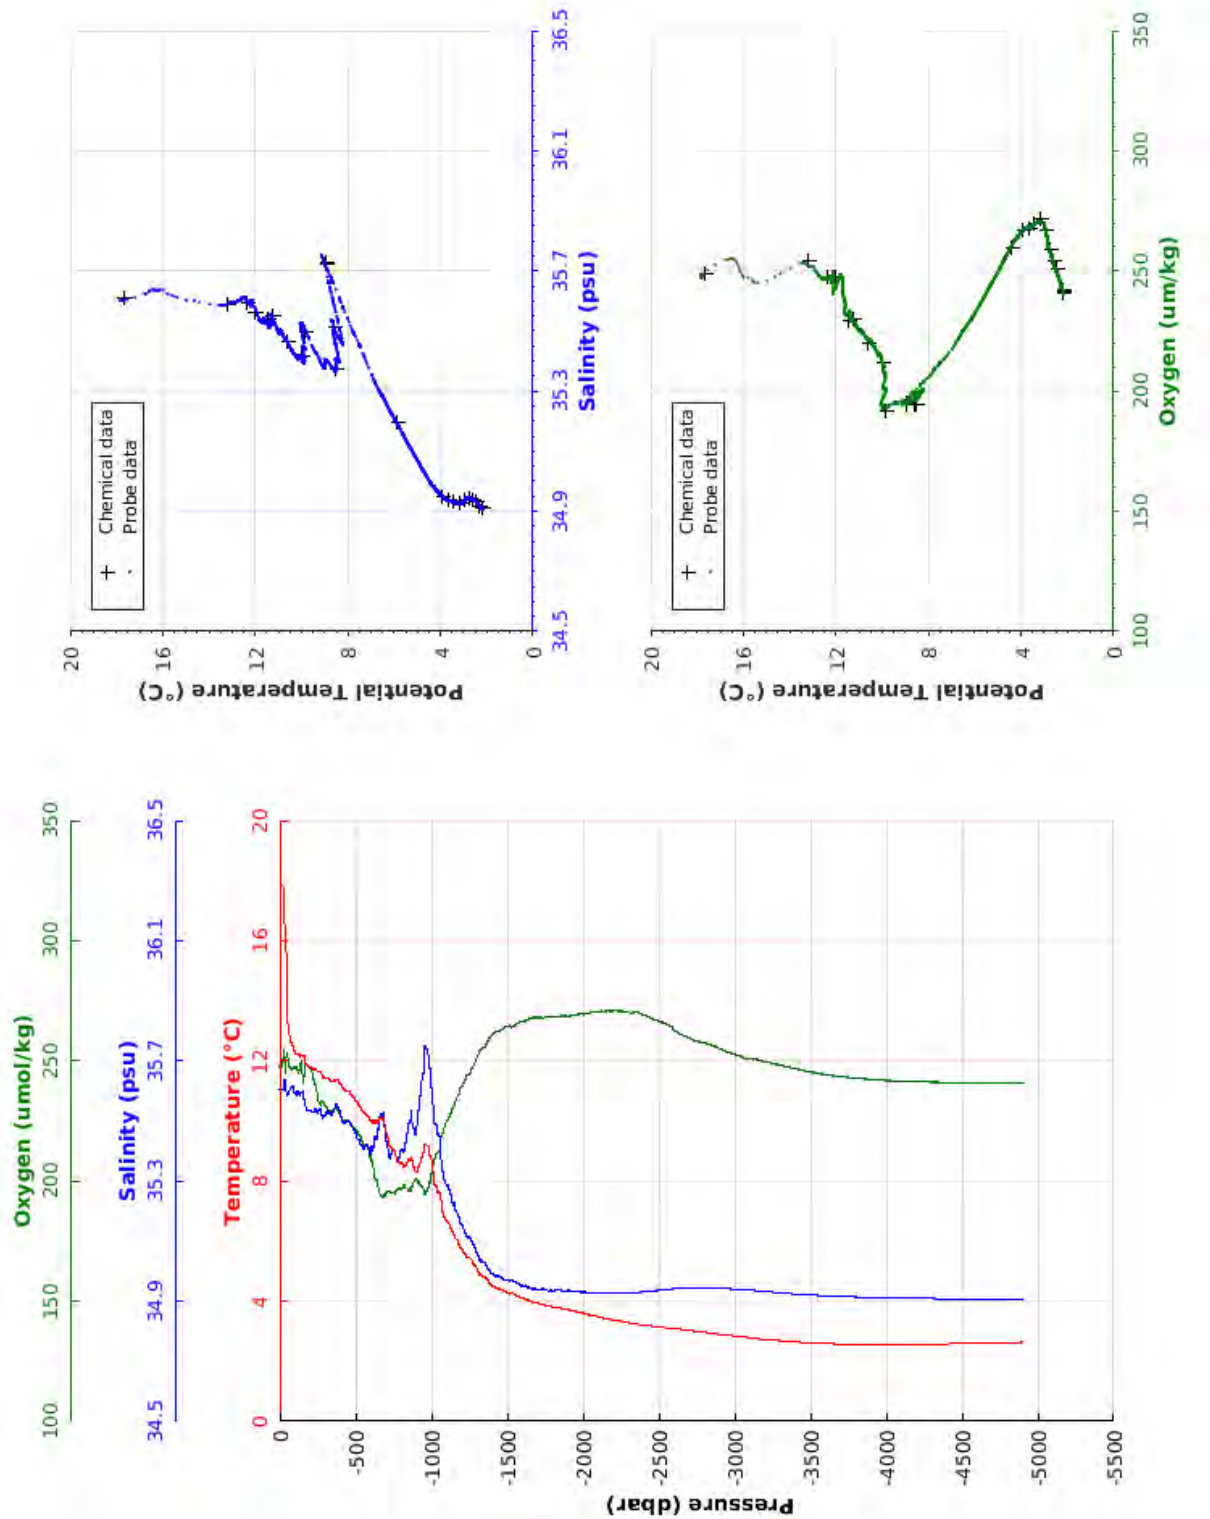 Oxygen (umol/kg)
100 150 200 250 300 350
Salinity (psu)
34.5 34.9 35.3 35.7 36.1 36.5
Temperature (°C)
0 4 8 12 16 20
0
-500
-1000
-1500
-2000
-2500
-3000
-3500
-4000
-4500
-5000
-5500
Pressure (dbar)
20
16
12
8
4
0
Potential Temperature (°C)
Chemical data
Probe data
34.5 34.9 35.3 35.7 36.1 36.5
Salinity (psu)
20
16
12
8
4
0
Potential Temperature (°C)
Chemical data
Probe data
100 150 200 250 300 350
Oxygen (um/kg)